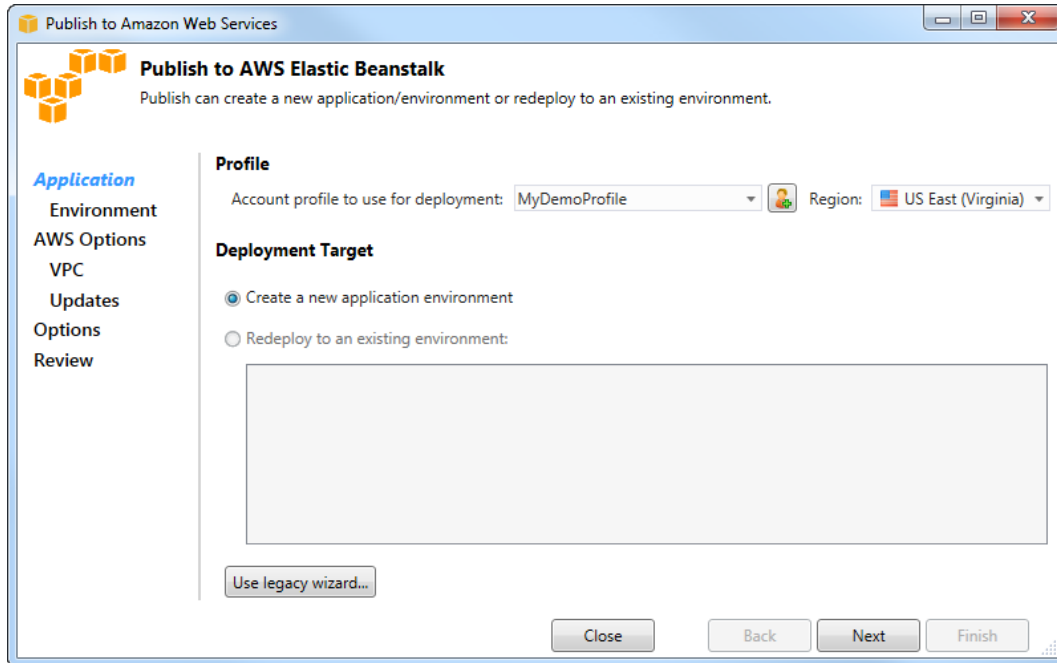 Publish to Amazon Web Services
Publish to AWS Elastic Beanstalk
Publish can create a new application/environment or redeploy to an existing environment.
Application
Environment
AWS Options
VPC
Updates
Options
Review
Profile
Account profile to use for deployment: MyDemoProfile Region: US East (Virginia)
Deployment Target
Create a new application environment
Redeploy to an existing environment:
Use legacy wizard...
Close Back Next Finish